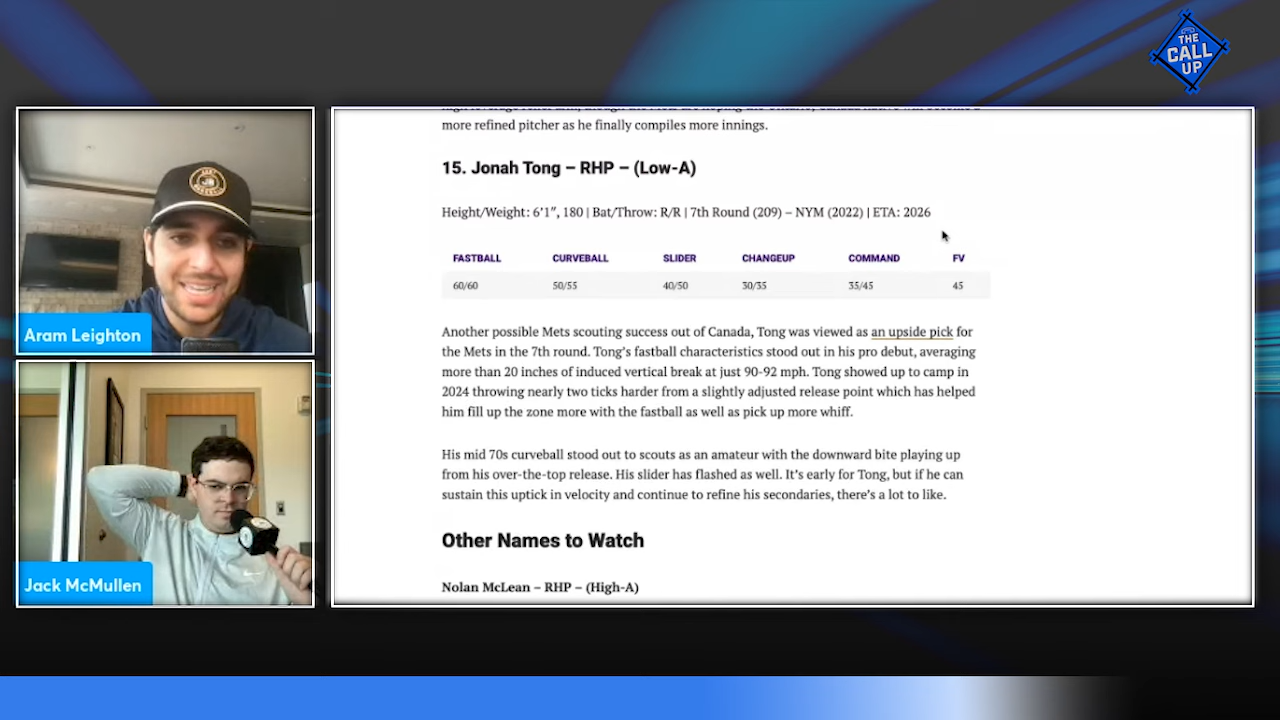 THE
CALL
UP
JB
Aram Leighton
Jack McMullen
more refined pitcher as he finally compiles more innings.
15. Jonah Tong – RHP – (Low-A)
Height/Weight: 6’1″, 180 | Bat/Throw: R/R | 7th Round (209) – NYM (2022) | ETA: 2026
FASTBALL CURVEBALL SLIDER CHANGEUP COMMAND FV
60/60 50/55 40/50 30/35 35/45 45
Another possible Mets scouting success out of Canada, Tong was viewed as an upside pick for
the Mets in the 7th round. Tong’s fastball characteristics stood out in his pro debut, averaging
more than 20 inches of induced vertical break at just 90-92 mph. Tong showed up to camp in
2024 throwing nearly two ticks harder from a slightly adjusted release point which has helped
him fill up the zone more with the fastball as well as pick up more whiff.
His mid 70s curveball stood out to scouts as an amateur with the downward bite playing up
from his over-the-top release. His slider has flashed as well. It’s early for Tong, but if he can
sustain this uptick in velocity and continue to refine his secondaries, there’s a lot to like.
Other Names to Watch
Nolan McLean – RHP – (High-A)